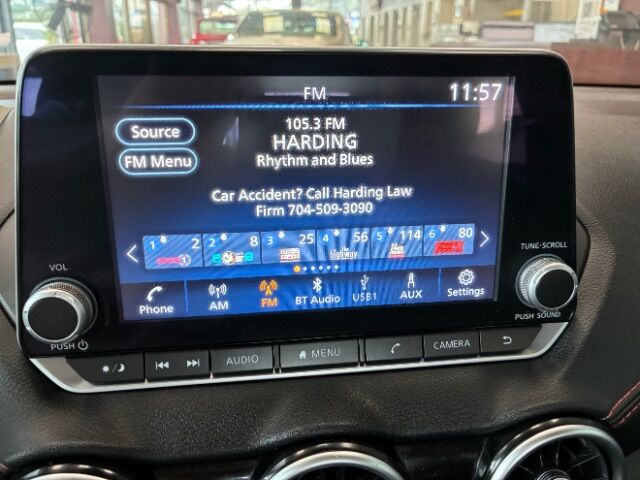 FM
11:57
Source
FM Menu
105.3 FM
HARDING
Rhythm and Blues
Car Accident? Call Harding Law
Firm 704-509-3090
1 2 2 8 3 25 4 56 5 114 6 80
the highway
Phone AM FM BT Audio USB1 AUX Settings
VOL
PUSH
TUNE·SCROLL
PUSH SOUND
AUDIO MENU CAMERA